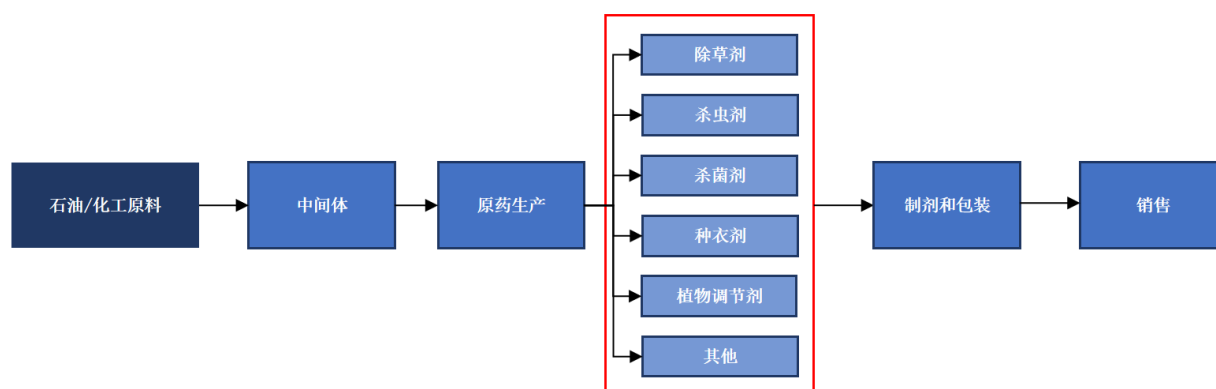 石油/化工原料
中间体
原药生产
除草剂
杀虫剂
杀菌剂
种衣剂
植物调节剂
其他
制剂和包装
销售